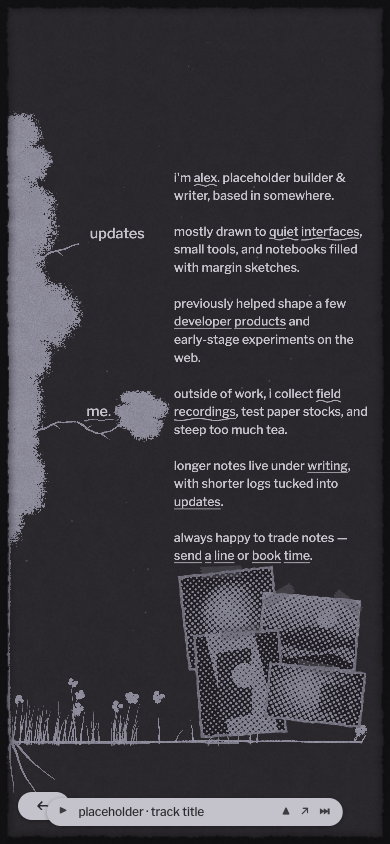 i'm alex. placeholder builder &
writer, based in somewhere.
updates
mostly drawn to quiet interfaces,
small tools, and notebooks filled
with margin sketches.
previously helped shape a few
developer products and
early-stage experiments on the
web.
me.
outside of work, i collect field
recordings, test paper stocks, and
steep too much tea.
longer notes live under writing,
with shorter logs tucked into
updates.
always happy to trade notes —
send a line or book time.
placeholder · track title